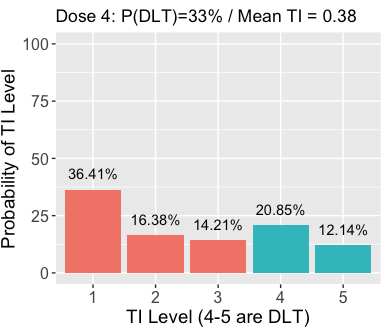 Dose 4: P(DLT)=33% / Mean TI = 0.38
Probability of TI Level
100
75
50
25
0
36.41%
16.38%
14.21%
20.85%
12.14%
1 2 3 4 5
TI Level (4-5 are DLT)